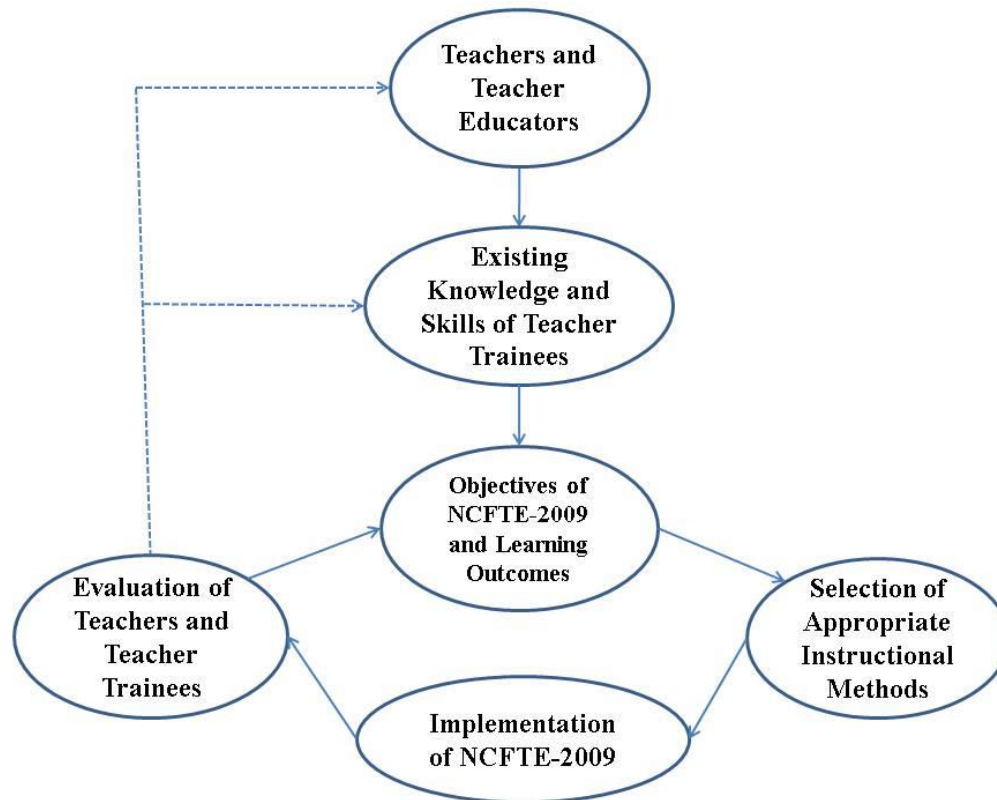 Teachers and
Teacher
Educators
Existing
Knowledge and
Skills of Teacher
Trainees
Objectives of
NCFTE-2009
and Learning
Outcomes
Evaluation of
Teachers and
Teacher
Trainees
Selection of
Appropriate
Instructional
Methods
Implementation
of NCFTE-2009